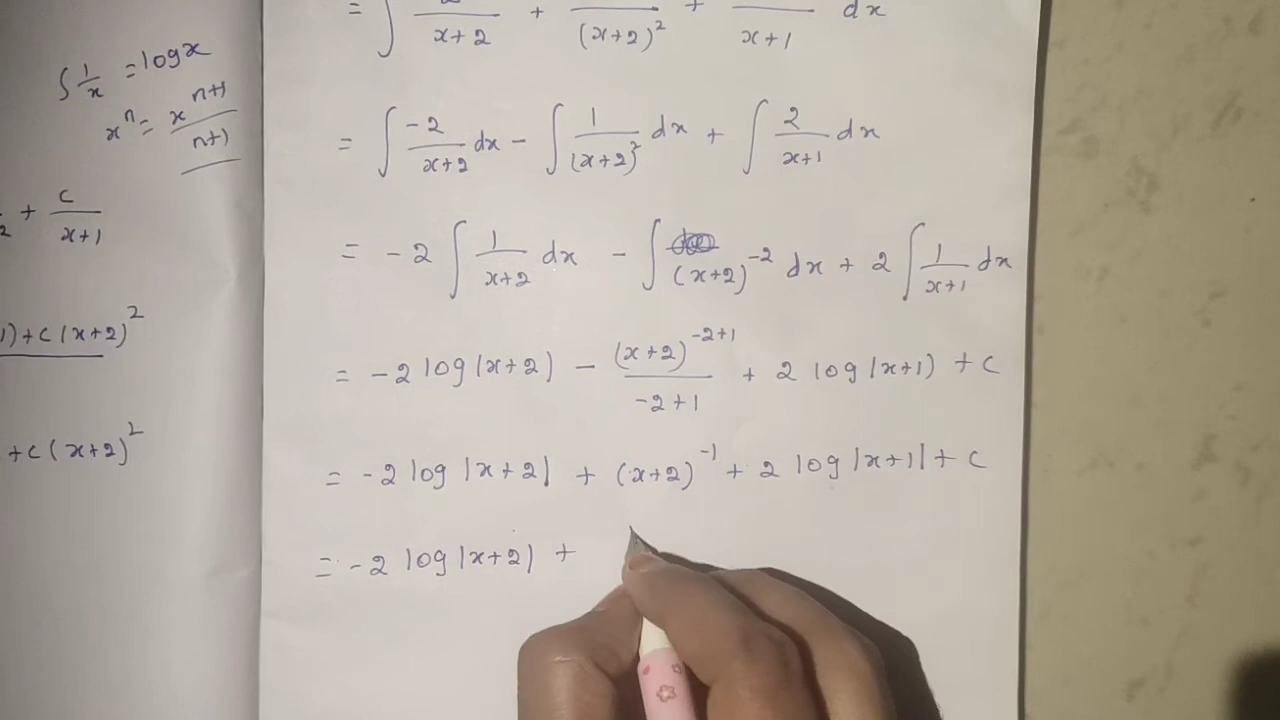 ∫ 1/x = log x
xⁿ = x^(n+1)/(n+1)
+ c/(x+1)
1) + c(x+2)²
+ c(x+2)²
= ∫ /(x+2) + /(x+2)² + /(x+1) dx
= ∫ -2/(x+2) dx - ∫ 1/(x+2)² dx + ∫ 2/(x+1) dx
= -2 ∫ 1/(x+2) dx - ∫ (x+2)^-2 dx + 2 ∫ 1/(x+1) dx
= -2 log |x+2) - (x+2)^(-2+1)/(-2+1) + 2 log |x+1) + c
= -2 log |x+2| + (x+2)^-1 + 2 log |x+1| + c
= -2 log |x+2| +